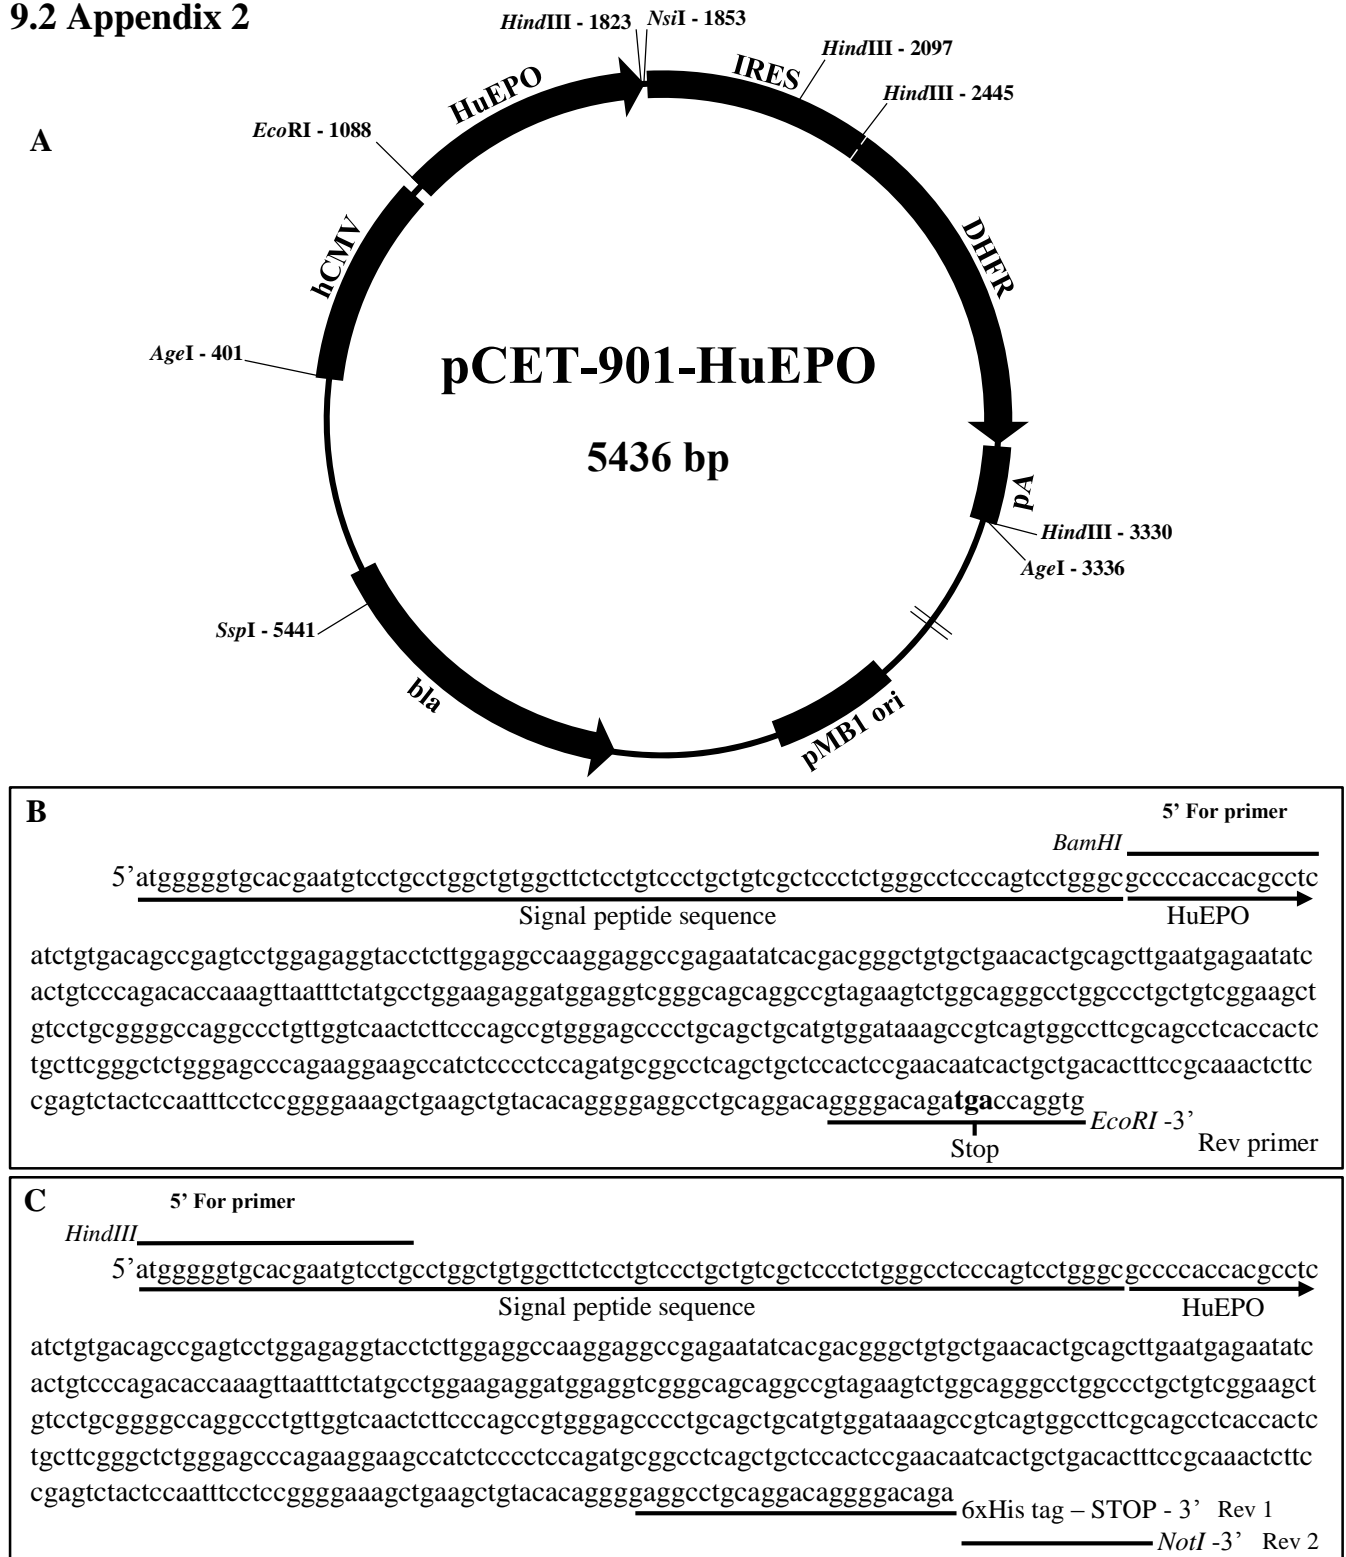 9.2 Appendix 2
A
HindIII - 1823
NsiI - 1853
HindIII - 2097
HindIII - 2445
EcoRI - 1088
HuEPO
IRES
hCMV
DHFR
AgeI - 401
pCET-901-HuEPO
5436 bp
pA
HindIII - 3330
AgeI - 3336
SspI - 5441
bla
pMB1 ori
B
5’ For primer
BamHI
5’atgggggtgcacgaatgtcctgcctggctgtggcttctcctgtccctgctgtcgctccctctgggcctcccagtcctgggcgccccaccacgcctc
Signal peptide sequence
HuEPO
atctgtgacagccgagtcctggagaggtacctcttggaggccaaggaggccgagaatatcacgacgggctgtgctgaacactgcagcttgaatgagaatatc
actgtcccagacaccaaagttaatttctatgcctggaagaggatggaggtcgggcagcaggccgtagaagtctggcagggcctggccctgctgtcggaagct
gtcctgcggggccaggccctgttggtcaactcttcccagccgtgggagcccctgcagctgcatgtggataaagccgtcagtggccttcgcagcctcaccactc
tgcttcgggctctgggagcccagaaggaagccatctcccctccagatgcggcctcagctgctccactccgaacaatcactgctgacactttccgcaaactcttc
cgagtctactccaatttcctccggggaaagctgaagctgtacacaggggaggcctgcaggacaggggacagatgaccaggtg
EcoRI -3’
Stop
Rev primer
C
5’ For primer
HindIII
5’atgggggtgcacgaatgtcctgcctggctgtggcttctcctgtccctgctgtcgctccctctgggcctcccagtcctgggcgccccaccacgcctc
Signal peptide sequence
HuEPO
atctgtgacagccgagtcctggagaggtacctcttggaggccaaggaggccgagaatatcacgacgggctgtgctgaacactgcagcttgaatgagaatatc
actgtcccagacaccaaagttaatttctatgcctggaagaggatggaggtcgggcagcaggccgtagaagtctggcagggcctggccctgctgtcggaagct
gtcctgcggggccaggccctgttggtcaactcttcccagccgtgggagcccctgcagctgcatgtggataaagccgtcagtggccttcgcagcctcaccactc
tgcttcgggctctgggagcccagaaggaagccatctcccctccagatgcggcctcagctgctccactccgaacaatcactgctgacactttccgcaaactcttc
cgagtctactccaatttcctccggggaaagctgaagctgtacacaggggaggcctgcaggacaggggacaga
6xHis tag – STOP - 3’ Rev 1
NotI -3’ Rev 2